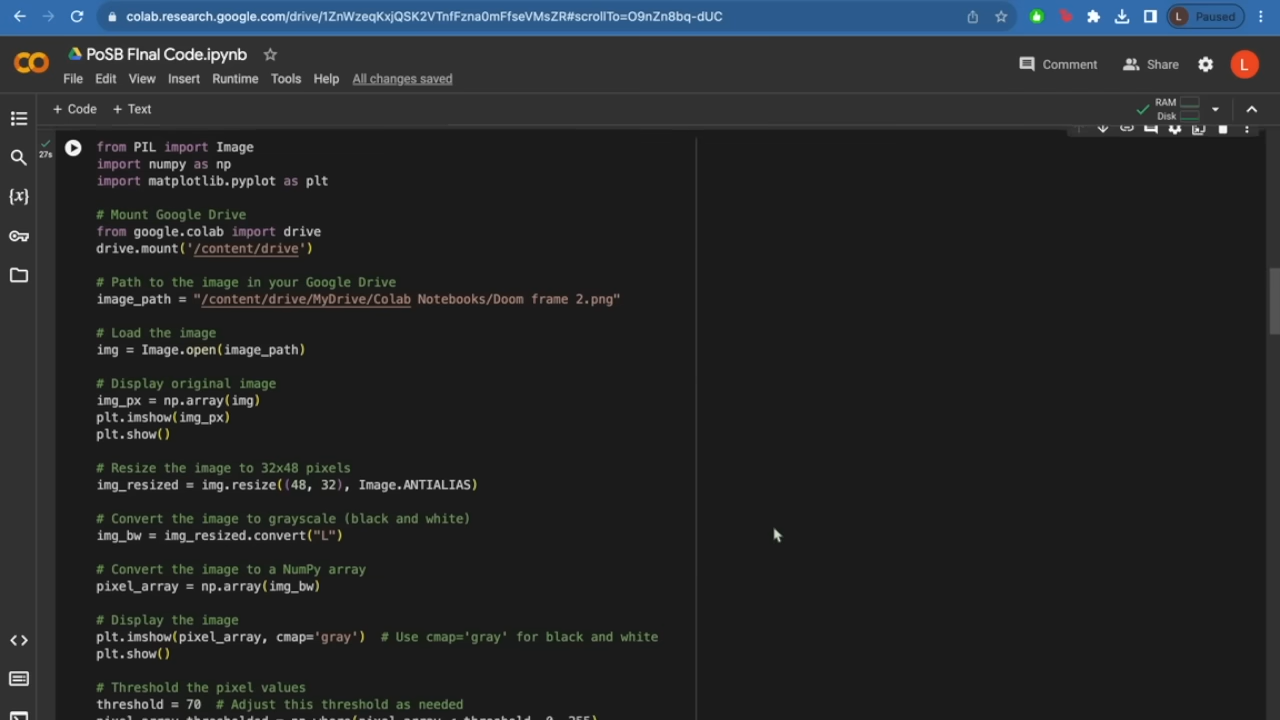 colab.research.google.com/drive/1ZnWzeqKxjQSK2VTnfFzna0mFfseVMsZR#scrollTo=O9nZn8bq-dUC
L Paused
PoSB FInal Code.ipynb
File Edit View Insert Runtime Tools Help All changes saved
Comment Share L
+ Code + Text
RAM
Disk
27s
from PIL import Image
import numpy as np
import matplotlib.pyplot as plt
# Mount Google Drive
from google.colab import drive
drive.mount('/content/drive')
# Path to the image in your Google Drive
image_path = "/content/drive/MyDrive/Colab Notebooks/Doom frame 2.png"
# Load the image
img = Image.open(image_path)
# Display original image
img_px = np.array(img)
plt.imshow(img_px)
plt.show()
# Resize the image to 32x48 pixels
img_resized = img.resize((48, 32), Image.ANTIALIAS)
# Convert the image to grayscale (black and white)
img_bw = img_resized.convert("L")
# Convert the image to a NumPy array
pixel_array = np.array(img_bw)
# Display the image
plt.imshow(pixel_array, cmap='gray')  # Use cmap='gray' for black and white
plt.show()
# Threshold the pixel values
threshold = 70  # Adjust this threshold as needed
pixel_array_thresholded = np.where(pixel_array < threshold, 0, 255)